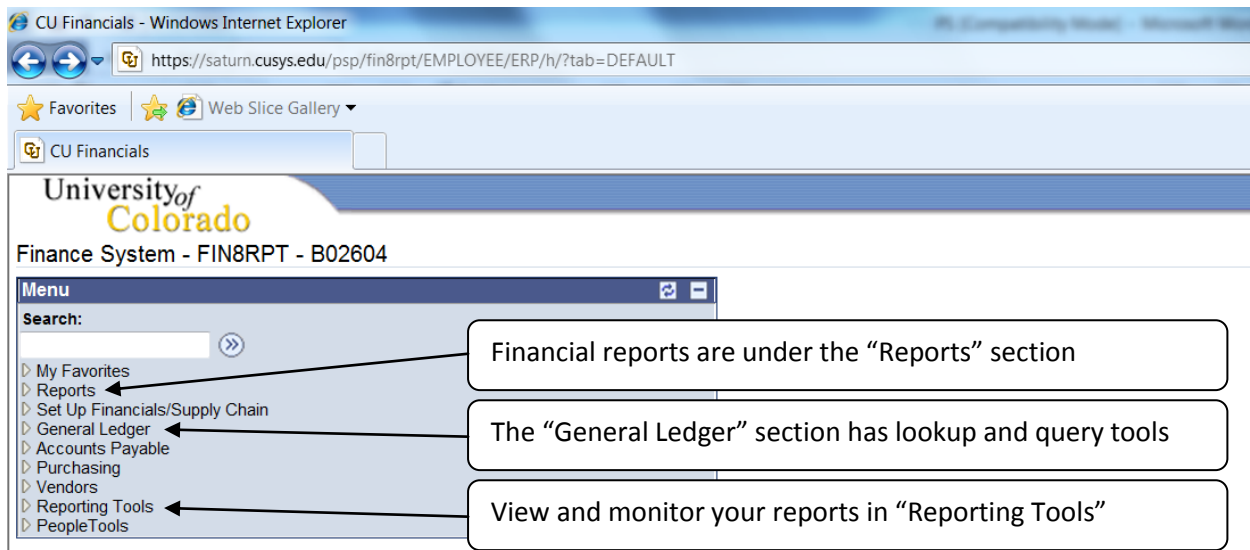 CU Financials - Windows Internet Explorer
https://saturn.cusys.edu/psp/fin8rpt/EMPLOYEE/ERP/h/?tab=DEFAULT
Favorites Web Slice Gallery
CU Financials
University of
Colorado
Finance System - FIN8RPT - B02604
Menu
Search:
My Favorites
Reports
Set Up Financials/Supply Chain
General Ledger
Accounts Payable
Purchasing
Vendors
Reporting Tools
PeopleTools
Financial reports are under the “Reports” section
The “General Ledger” section has lookup and query tools
View and monitor your reports in “Reporting Tools”